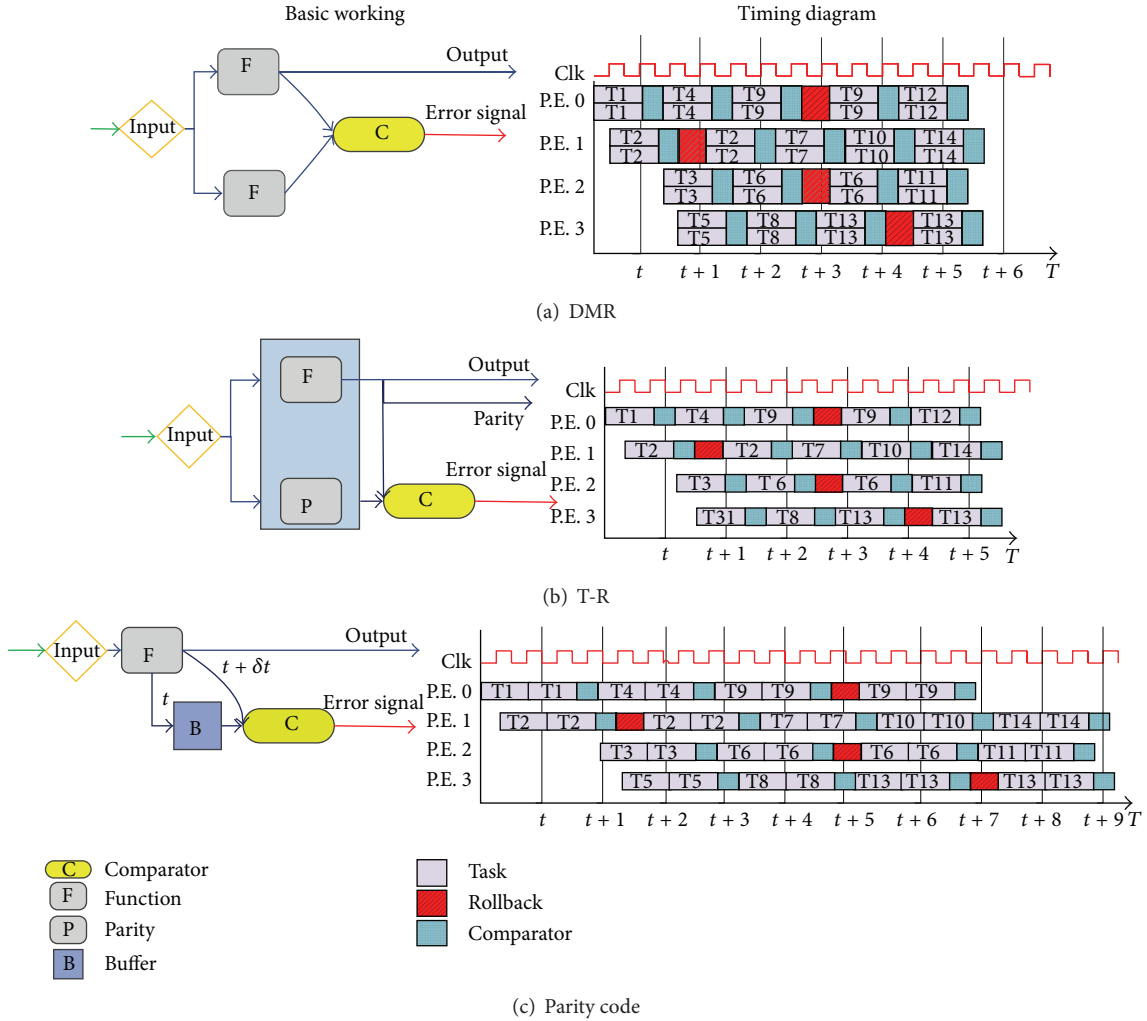 Basic working
Timing diagram
F
Output
Input
C
Error signal
F
Clk
P.E. 0
T1 T4 T9 T9 T12
T1 T4 T9 T9 T12
P.E. 1
T2 T2 T7 T10 T14
T2 T2 T7 T10 T14
P.E. 2
T3 T6 T6 T11
T3 T6 T6 T11
P.E. 3
T5 T8 T13 T13
T5 T8 T13 T13
t t + 1 t + 2 t + 3 t + 4 t + 5 t + 6 T
(a) DMR
F
Output
Parity
Input
Error signal
P
C
Clk
P.E. 0
T1 T4 T9 T9 T12
P.E. 1
T2 T2 T7 T10 T14
P.E. 2
T3 T 6 T6 T11
P.E. 3
T31 T8 T13 T13
t t + 1 t + 2 t + 3 t + 4 t + 5 T
(b) T-R
Input
F
Output
t + δt
t
Error signal
B
C
Clk
P.E. 0
T1 T1 T4 T4 T9 T9 T9 T9
P.E. 1
T2 T2 T2 T2 T7 T7 T10 T10 T14 T14
P.E. 2
T3 T3 T6 T6 T6 T6 T11 T11
P.E. 3
T5 T5 T8 T8 T13 T13 T13 T13
t t + 1 t + 2 t + 3 t + 4 t + 5 t + 6 t + 7 t + 8 t + 9 T
C Comparator
F Function
P Parity
B Buffer
Task
Rollback
Comparator
(c) Parity code